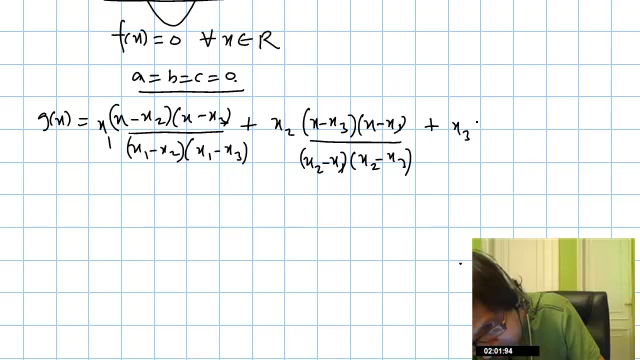 f(x) = 0 ∀ x ∈ R
a = b = c = 0.
g(x) = x₁ (x − x₂)(x − x₃) / (x₁ − x₂)(x₁ − x₃) + x₂ (x − x₃)(x − x₁) / (x₂ − x₁)(x₂ − x₃) + x₃
02:01:94